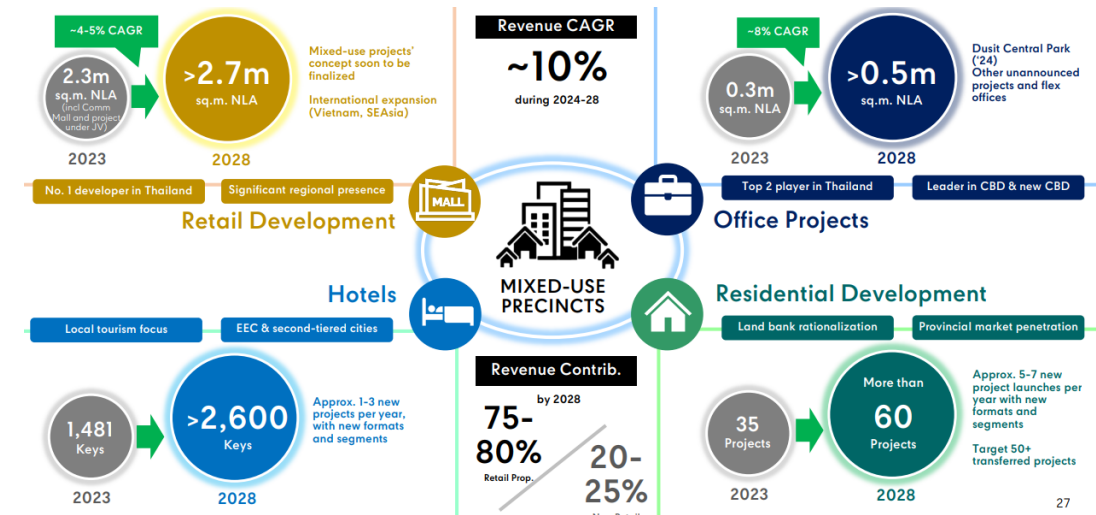 ~4-5% CAGR
2.3m
sq.m. NLA
(incl Comm
Mall and project
under JV)
2023
>2.7m
sq.m. NLA
2028
Mixed-use projects'
concept soon to be
finalized
International expansion
(Vietnam, SEAsia)
No. 1 developer in Thailand
Significant regional presence
Retail Development
MALL
Revenue CAGR
~10%
during 2024-28
~8% CAGR
0.3m
sq.m. NLA
2023
>0.5m
sq.m. NLA
2028
Dusit Central Park
('24)
Other unannounced
projects and flex
offices
Top 2 player in Thailand
Leader in CBD & new CBD
Office Projects
MIXED-USE
PRECINCTS
Hotels
Local tourism focus
EEC & second-tiered cities
1,481
Keys
2023
>2,600
Keys
2028
Approx. 1-3 new
projects per year,
with new formats
and segments
Revenue Contrib.
by 2028
75-
80%
Retail Prop.
20-
25%
Residential Development
Land bank rationalization
Provincial market penetration
35
Projects
2023
More than
60
Projects
2028
Approx. 5-7 new
project launches per
year with new
formats and
segments
Target 50+
transferred projects
27